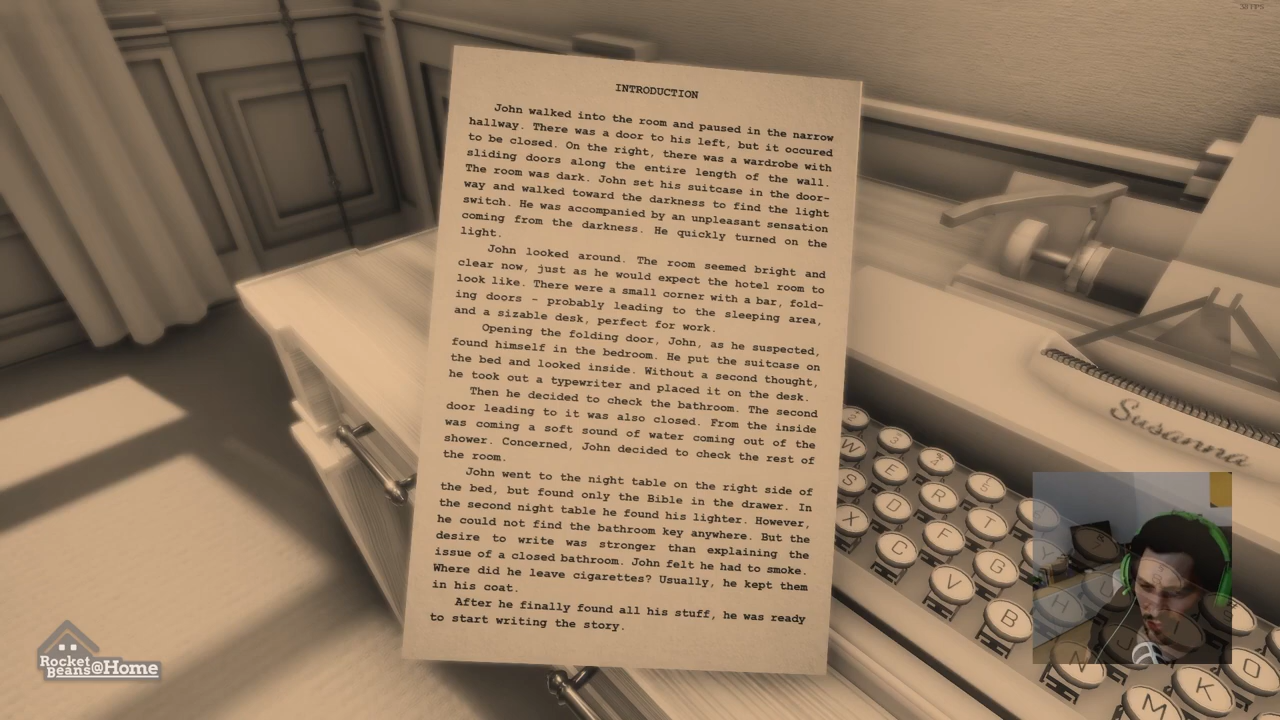 30 FPS
INTRODUCTION
John walked into the room and paused in the narrow
hallway. There was a door to his left, but it occured
to be closed. On the right, there was a wardrobe with
sliding doors along the entire length of the wall.
The room was dark. John set his suitcase in the door-
way and walked toward the darkness to find the light
switch. He was accompanied by an unpleasant sensation
coming from the darkness. He quickly turned on the
light.
John looked around. The room seemed bright and
clear now, just as he would expect the hotel room to
look like. There were a small corner with a bar, fold-
ing doors - probably leading to the sleeping area,
and a sizable desk, perfect for work.
Opening the folding door, John, as he suspected,
found himself in the bedroom. He put the suitcase on
the bed and looked inside. Without a second thought,
he took out a typewriter and placed it on the desk.
Then he decided to check the bathroom. The second
door leading to it was also closed. From the inside
was coming a soft sound of water coming out of the
shower. Concerned, John decided to check the rest of
the room.
John went to the night table on the right side of
the bed, but found only the Bible in the drawer. In
the second night table he found his lighter. However,
he could not find the bathroom key anywhere. But the
desire to write was stronger than explaining the
issue of a closed bathroom. John felt he had to smoke.
Where did he leave cigarettes? Usually, he kept them
in his coat.
After he finally found all his stuff, he was ready
to start writing the story.
Susanna
2 3 4 5
W E R T
S D F G H
X C V B N M
K O
Rocket
Beans@Home